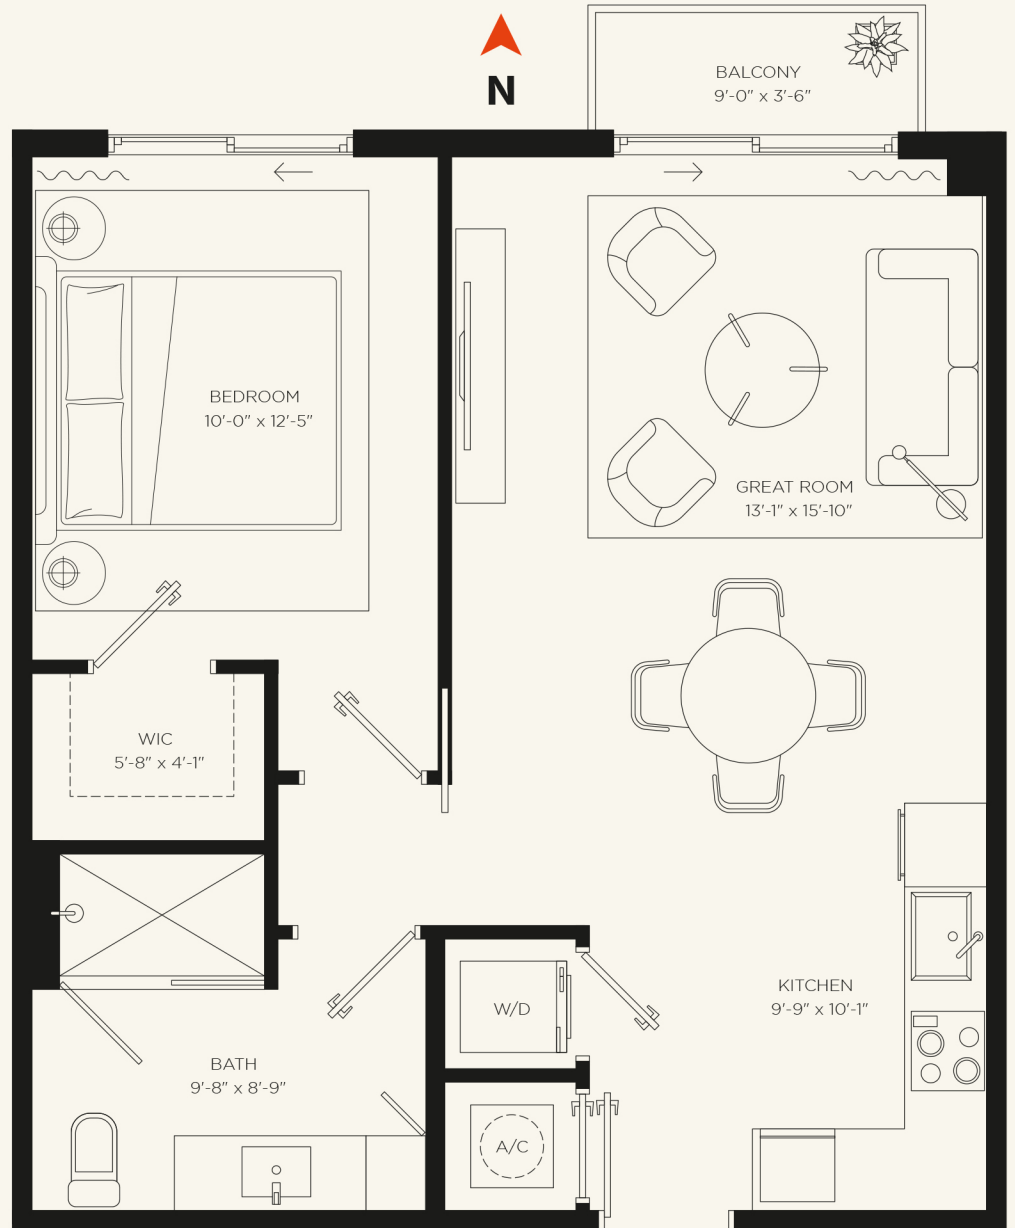 N
BALCONY
9'-0" x 3'-6"
BEDROOM
10'-0" x 12'-5"
GREAT ROOM
13'-1" x 15'-10"
WIC
5'-8" x 4'-1"
KITCHEN
9'-9" x 10'-1"
W/D
BATH
9'-8" x 8'-9"
A/C